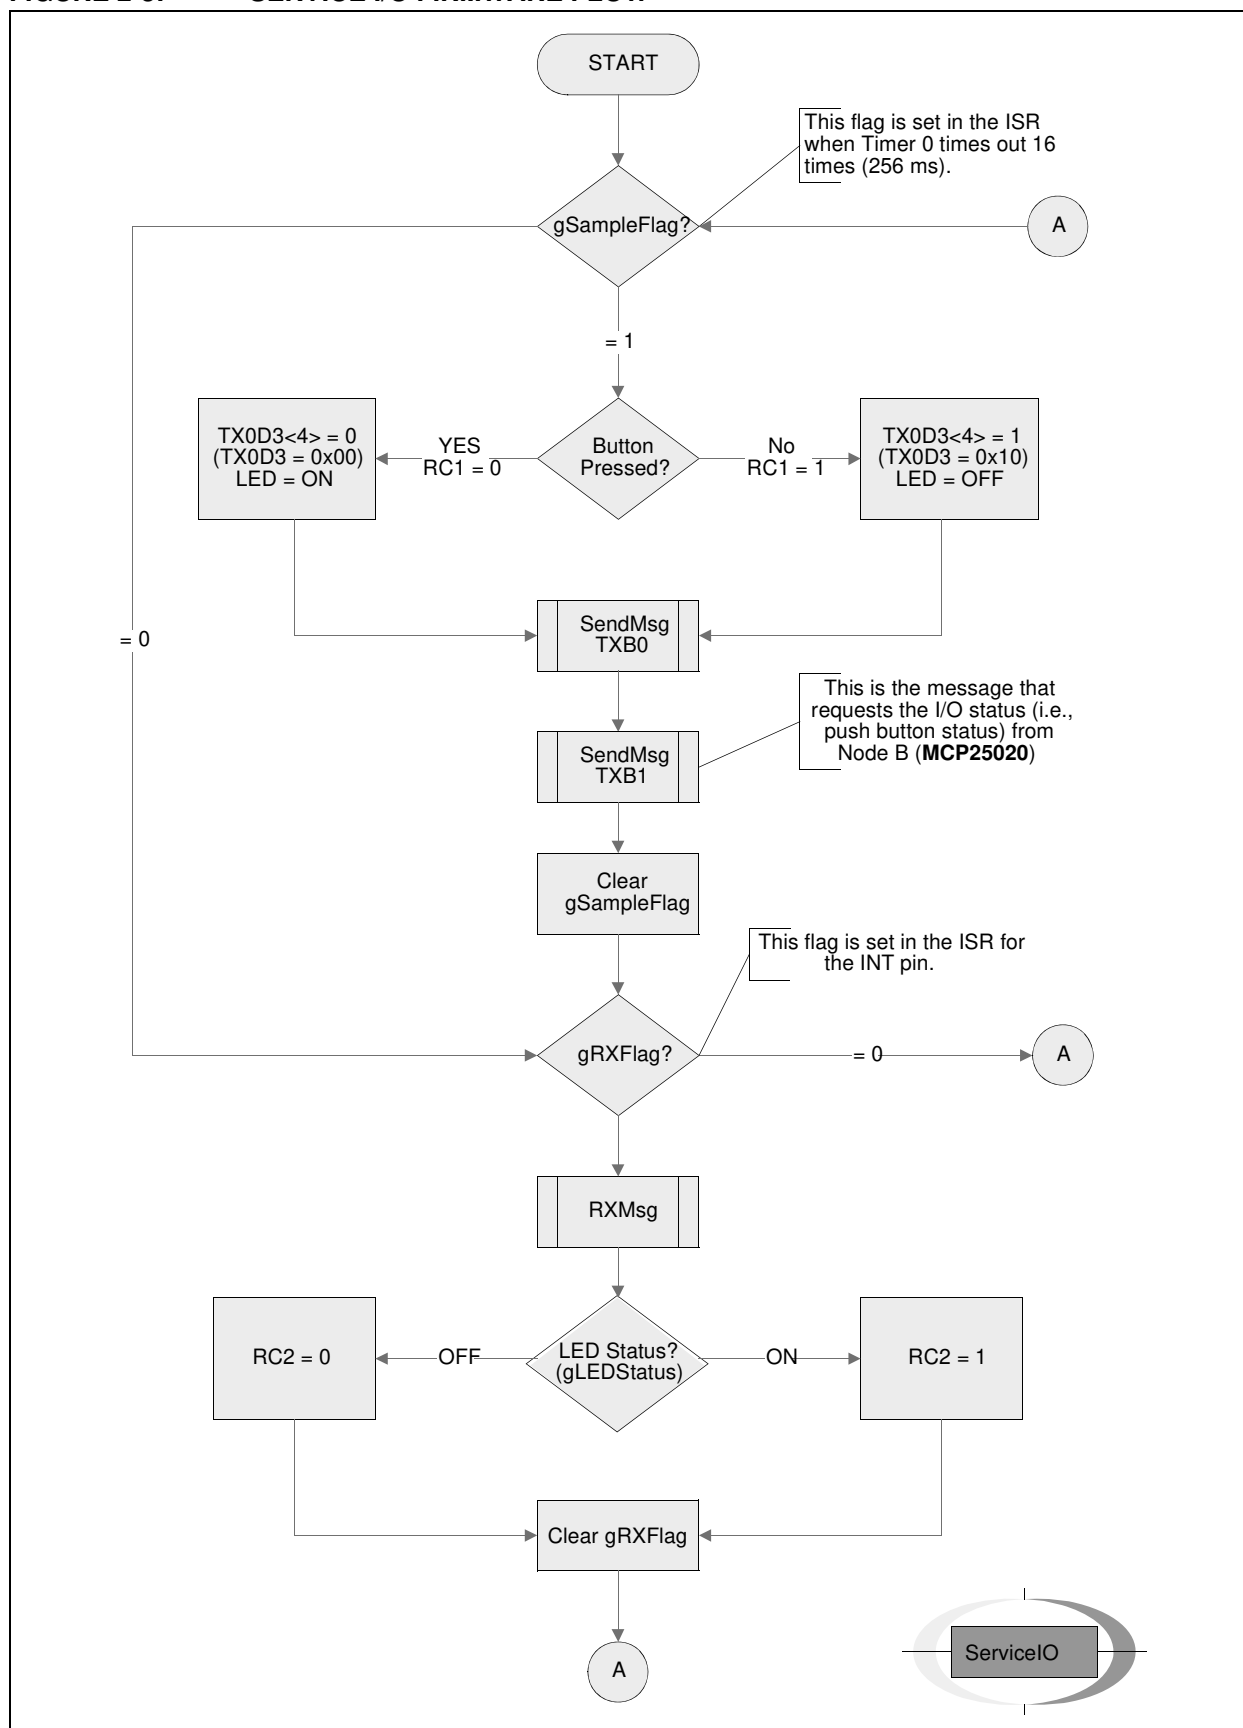 START
This flag is set in the ISR
when Timer 0 times out 16
times (256 ms).
gSampleFlag?
A
= 1
TX0D3<4> = 0
(TX0D3 = 0x00)
LED = ON
YES
RC1 = 0
Button
Pressed?
No
RC1 = 1
TX0D3<4> = 1
(TX0D3 = 0x10)
LED = OFF
= 0
SendMsg
TXB0
This is the message that
requests the I/O status (i.e.,
push button status) from
Node B (MCP25020)
SendMsg
TXB1
Clear
gSampleFlag
This flag is set in the ISR for
the INT pin.
gRXFlag?
= 0
A
RXMsg
RC2 = 0
OFF
LED Status?
(gLEDStatus)
ON
RC2 = 1
Clear gRXFlag
A
ServiceIO